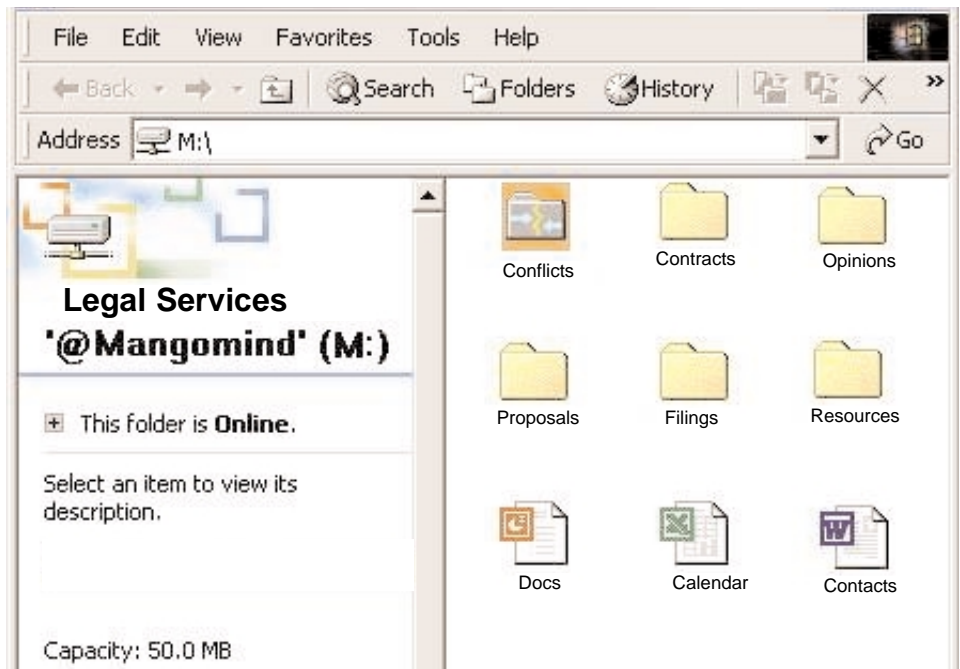 File Edit View Favorites Tools Help
Back Search Folders History »
Address M:\ Go
Legal Services
'@Mangomind' (M:)
This folder is Online.
Select an item to view its
description.
Capacity: 50.0 MB
Conflicts Contracts Opinions
Proposals Filings Resources
Docs Calendar Contacts